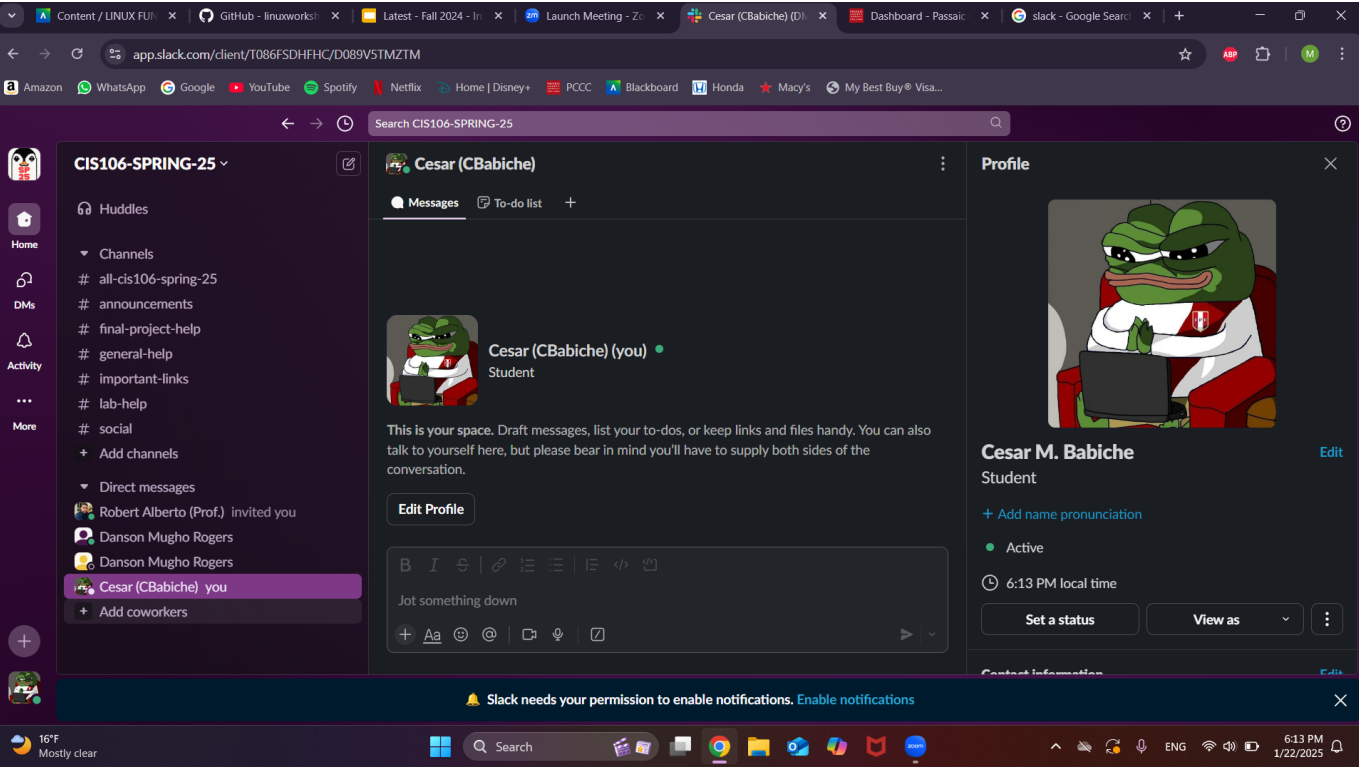 Content / LINUX FUN
GitHub - linuxworksh
Latest - Fall 2024 - In
Launch Meeting - Zo
Cesar (CBabiche) (DM
Dashboard - Passaic
slack - Google Search
app.slack.com/client/T086FSDHFHC/D089V5TMZTM
ABP
M
Amazon
WhatsApp
Google
YouTube
Spotify
Netflix
Home | Disney+
PCCC
Blackboard
Honda
Macy's
My Best Buy® Visa...
Search CIS106-SPRING-25
SP
25
Home
DMs
Activity
More
CIS106-SPRING-25
Huddles
Channels
# all-cis106-spring-25
# announcements
# final-project-help
# general-help
# important-links
# lab-help
# social
+ Add channels
Direct messages
Robert Alberto (Prof.) invited you
Danson Mugho Rogers
Danson Mugho Rogers
Cesar (CBabiche) you
+ Add coworkers
Cesar (CBabiche)
Messages
To-do list
Cesar (CBabiche) (you)
Student
This is your space. Draft messages, list your to-dos, or keep links and files handy. You can also
talk to yourself here, but please bear in mind you'll have to supply both sides of the
conversation.
Edit Profile
B I S
Jot something down
+ Aa @
Profile
Cesar M. Babiche
Edit
Student
+ Add name pronunciation
Active
6:13 PM local time
Set a status
View as
Contact information
Edit
Slack needs your permission to enable notifications. Enable notifications
16°F
Mostly clear
Search
zoom
ENG
6:13 PM
1/22/2025